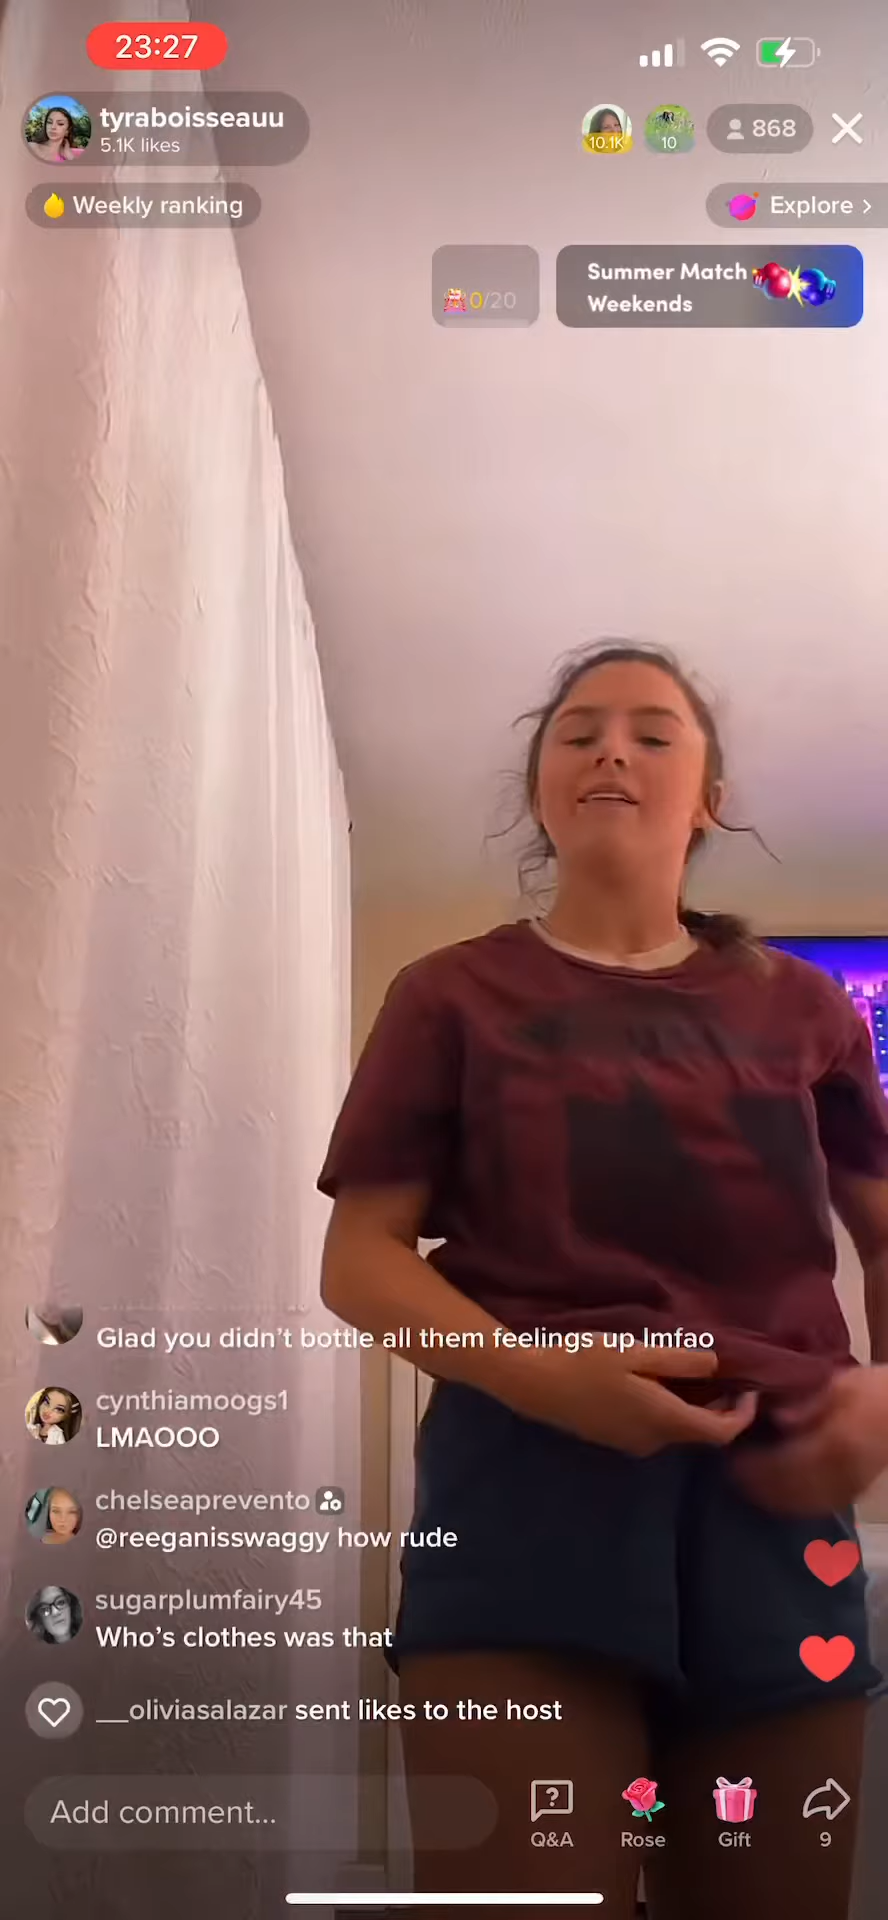 23:27
tyraboisseauu
5.1K likes
10.1K
10
868
Weekly ranking
Explore >
0/20
Summer Match
Weekends
Glad you didn't bottle all them feelings up lmfao
cynthiamoogs1
LMAOOO
chelseaprevento
@reeganisswaggy how rude
sugarplumfairy45
Who's clothes was that
__oliviasalazar sent likes to the host
Add comment...
Q&A
Rose
Gift
9